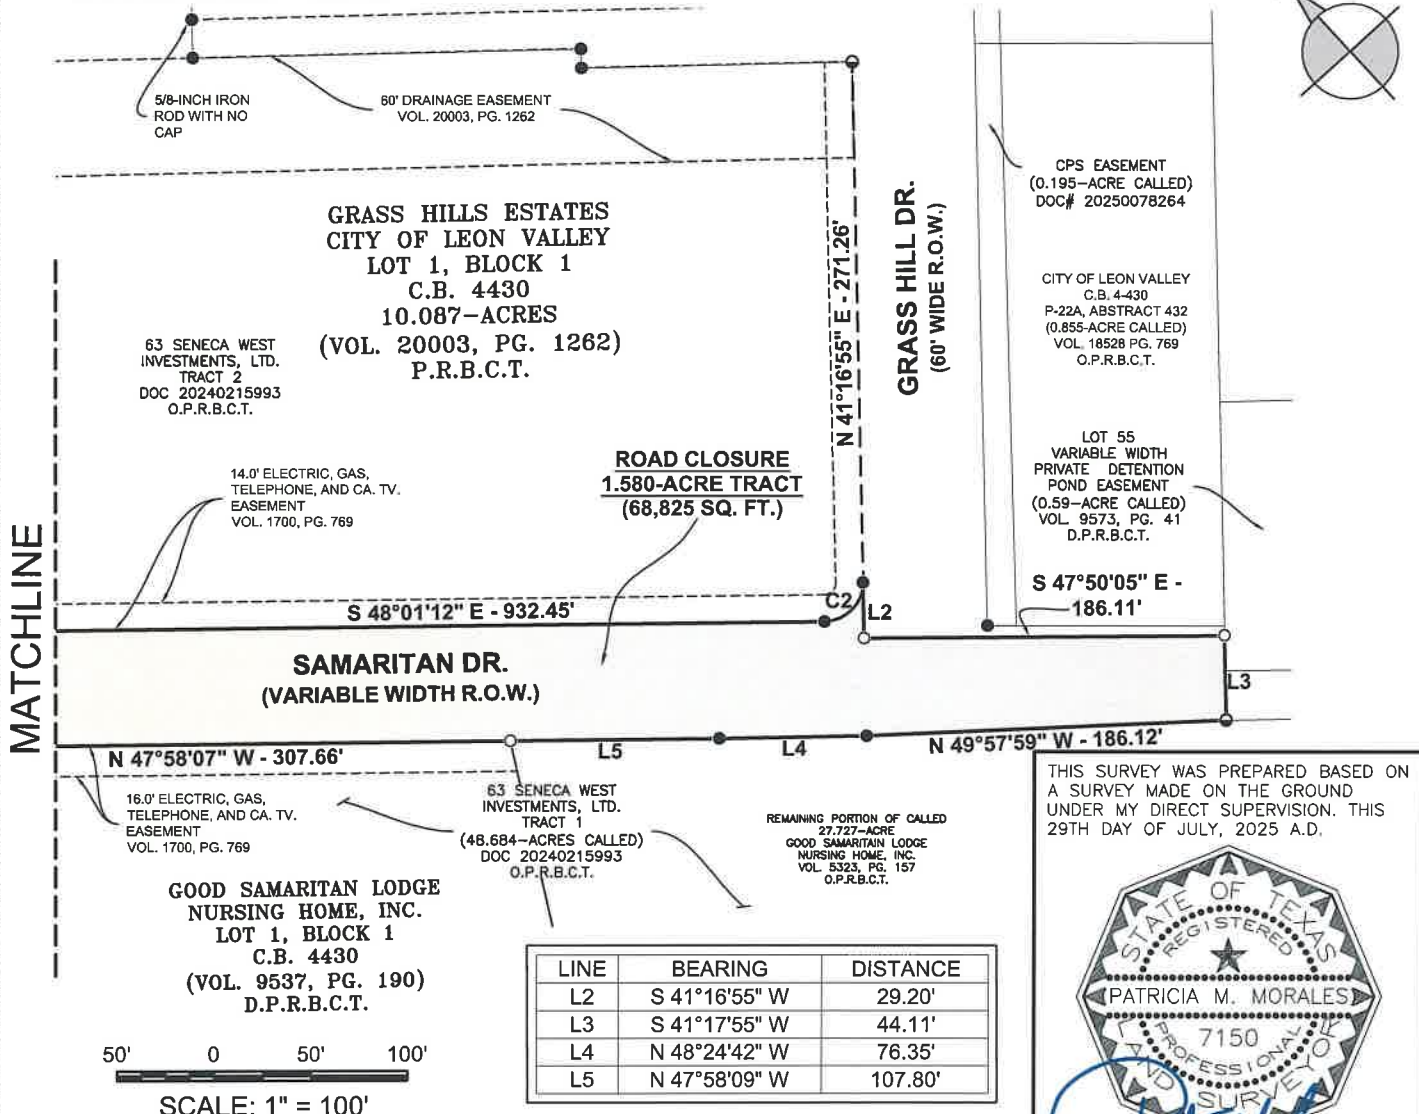 5/8-INCH IRON
ROD WITH NO
CAP
60' DRAINAGE EASEMENT
VOL. 20003, PG. 1262
GRASS HILLS ESTATES
CITY OF LEON VALLEY
LOT 1, BLOCK 1
C.B. 4430
10.087-ACRES
(VOL. 20003, PG. 1262)
P.R.B.C.T.
63 SENECA WEST
INVESTMENTS, LTD.
TRACT 2
DOC 20240215993
O.P.R.B.C.T.
N 41°16'55" E - 271.26'
GRASS HILL DR.
(60' WIDE R.O.W.)
CPS EASEMENT
(0.195-ACRE CALLED)
DOC# 20250078264
CITY OF LEON VALLEY
C.B. 4-430
P-22A, ABSTRACT 432
(0.855-ACRE CALLED)
VOL. 18528 PG. 769
O.P.R.B.C.T.
LOT 55
VARIABLE WIDTH
PRIVATE DETENTION
POND EASEMENT
(0.59-ACRE CALLED)
VOL. 9573, PG. 41
D.P.R.B.C.T.
14.0' ELECTRIC, GAS,
TELEPHONE, AND CA. TV.
EASEMENT
VOL. 1700, PG. 769
ROAD CLOSURE
1.580-ACRE TRACT
(68,825 SQ. FT.)
MATCHLINE
S 48°01'12" E - 932.45'
C2
L2
S 47°50'05" E -
186.11'
SAMARITAN DR.
(VARIABLE WIDTH R.O.W.)
L3
N 47°58'07" W - 307.66'
L5
L4
N 49°57'59" W - 186.12'
16.0' ELECTRIC, GAS,
TELEPHONE, AND CA. TV.
EASEMENT
VOL. 1700, PG. 769
63 SENECA WEST
INVESTMENTS, LTD.
TRACT 1
(48.684-ACRES CALLED)
DOC 20240215993
O.P.R.B.C.T.
REMAINING PORTION OF CALLED
27.727-ACRE
GOOD SAMARITAIN LODGE
NURSING HOME, INC.
VOL. 5323, PG. 157
O.P.R.B.C.T.
THIS SURVEY WAS PREPARED BASED ON
A SURVEY MADE ON THE GROUND
UNDER MY DIRECT SUPERVISION. THIS
29TH DAY OF JULY, 2025 A.D.
GOOD SAMARITAN LODGE
NURSING HOME, INC.
LOT 1, BLOCK 1
C.B. 4430
(VOL. 9537, PG. 190)
D.P.R.B.C.T.
LINE BEARING DISTANCE
L2 S 41°16'55" W 29.20'
L3 S 41°17'55" W 44.11'
L4 N 48°24'42" W 76.35'
L5 N 47°58'09" W 107.80'
STATE OF TEXAS
REGISTERED
PATRICIA M. MORALES
7150
PROFESSIONAL
LAND SURVEYOR
50' 0 50' 100'
SCALE: 1" = 100'